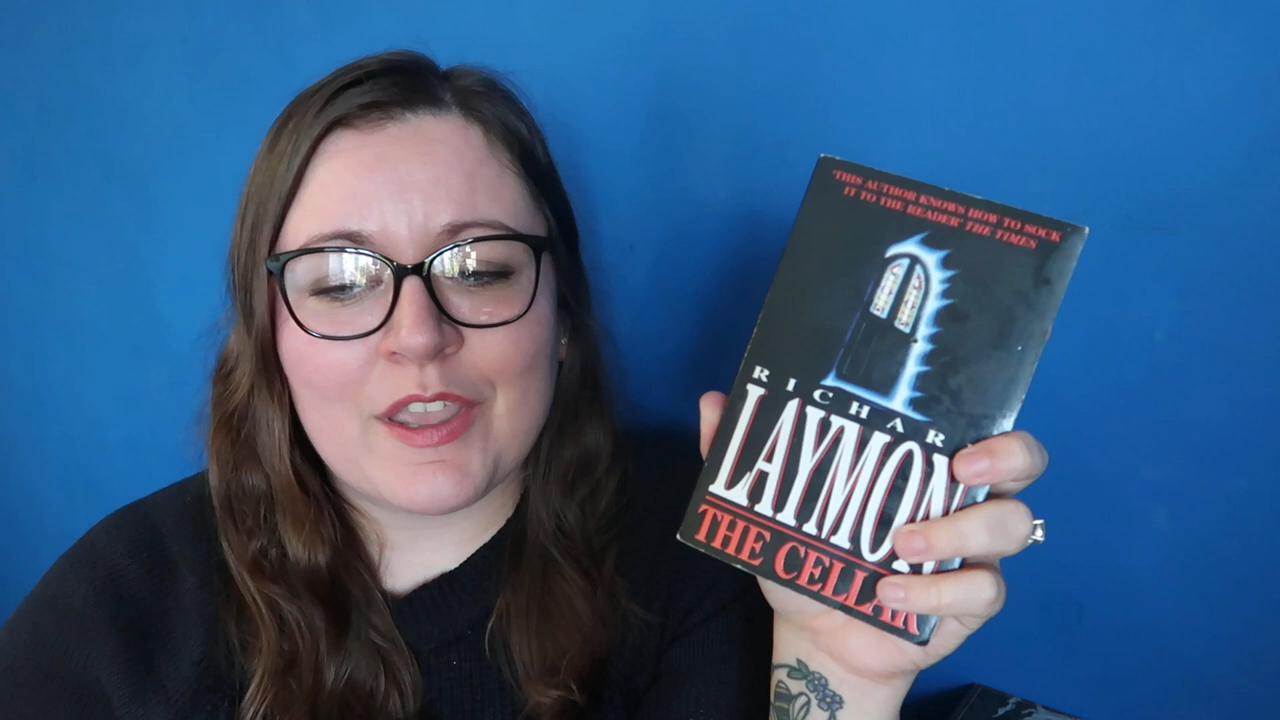 'THIS AUTHOR KNOWS HOW TO SOCK
IT TO THE READER' THE TIMES
RICHAR
LAYMON
THE CELLAR